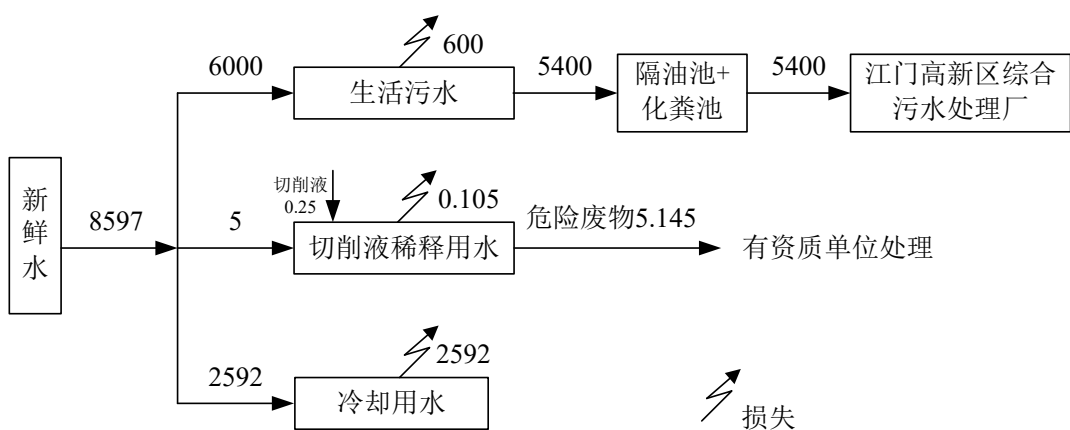 600
6000
生活污水
5400
隔油池+
化粪池
5400
江门高新区综合
污水处理厂
新
鲜
水
8597
5
切削液
0.25
0.105
切削液稀释用水
危险废物5.145
有资质单位处理
2592
2592
冷却用水
损失